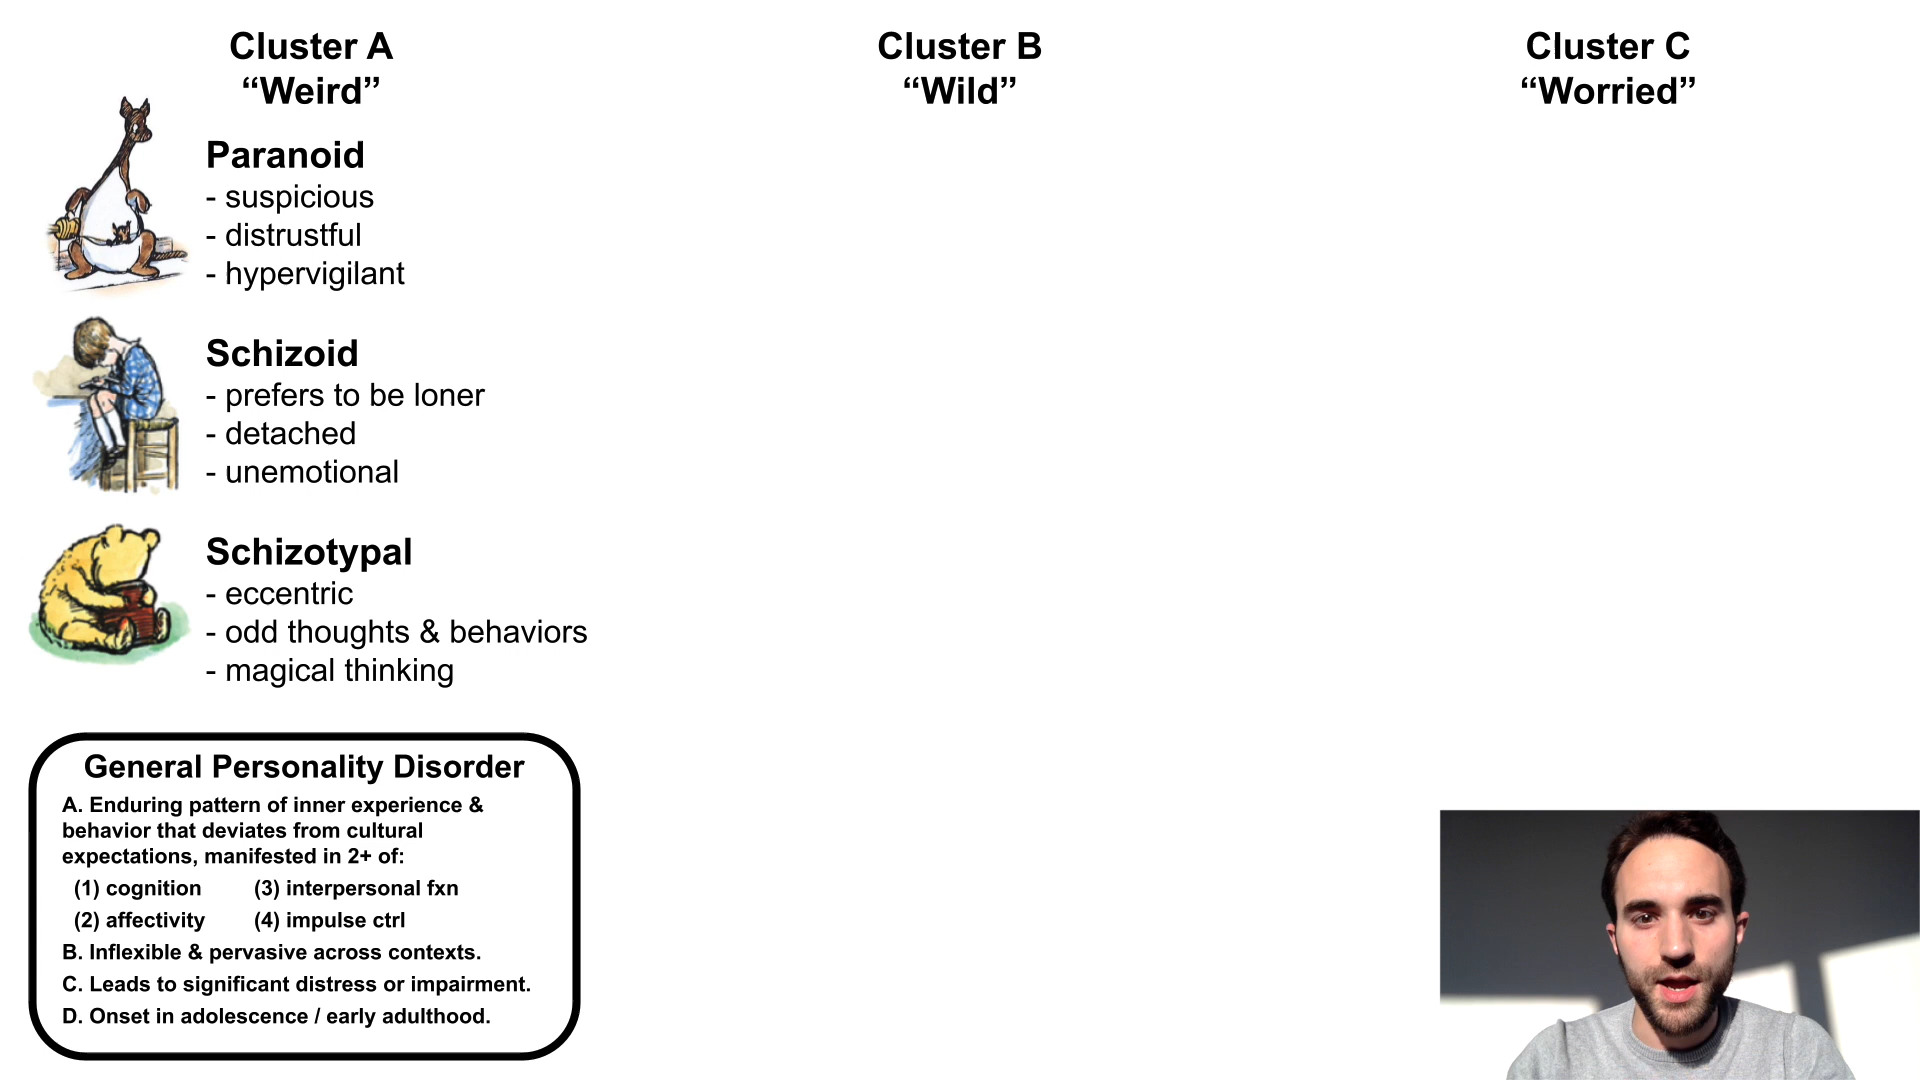 Cluster A
“Weird”
Paranoid
- suspicious
- distrustful
- hypervigilant
Schizoid
- prefers to be loner
- detached
- unemotional
Schizotypal
- eccentric
- odd thoughts & behaviors
- magical thinking
General Personality Disorder
A. Enduring pattern of inner experience &
behavior that deviates from cultural
expectations, manifested in 2+ of:
(1) cognition (3) interpersonal fxn
(2) affectivity (4) impulse ctrl
B. Inflexible & pervasive across contexts.
C. Leads to significant distress or impairment.
D. Onset in adolescence / early adulthood.
Cluster B
“Wild”
Cluster C
“Worried”